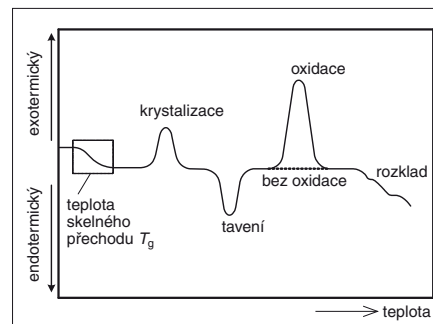 exotermický
endotermický
krystalizace
oxidace
bez oxidace
rozklad
tavení
teplota
skelného
přechodu Tg
teplota